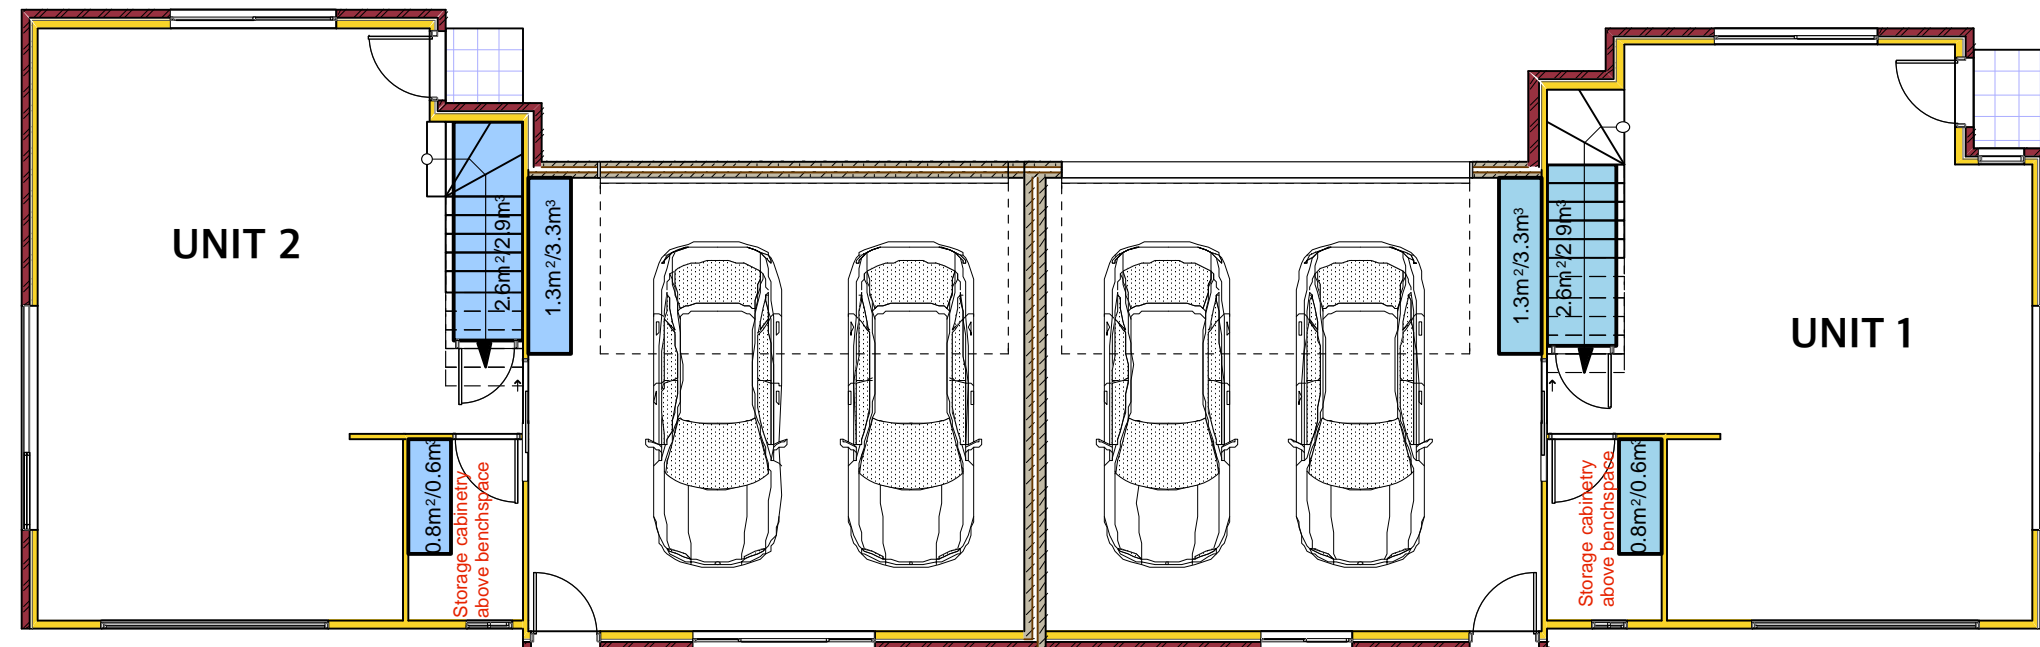 UNIT 2
2.6m²/2.9m³
1.3m²/3.3m³
0.8m²/0.6m³
Storage cabinetry
above benchspace
1.3m²/3.3m³
2.6m²/2.9m³
UNIT 1
Storage cabinetry
above benchspace
0.8m²/0.6m³